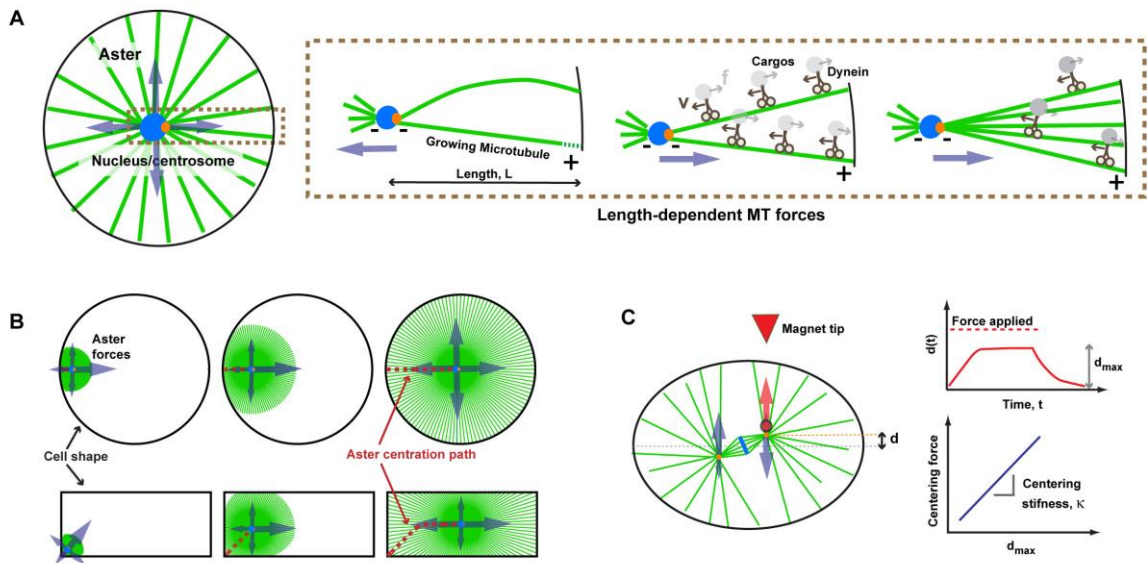 A
Aster
Nucleus/centrosome
- -
Growing Microtubule
+
Length, L
f
Cargos
Dynein
V
- -
+
- -
+
Length-dependent MT forces
B
Aster
forces
Cell shape
Aster centration path
C
Magnet tip
d
Force applied
d(t)
dmax
Time, t
Centering force
Centering
stifness, κ
dmax